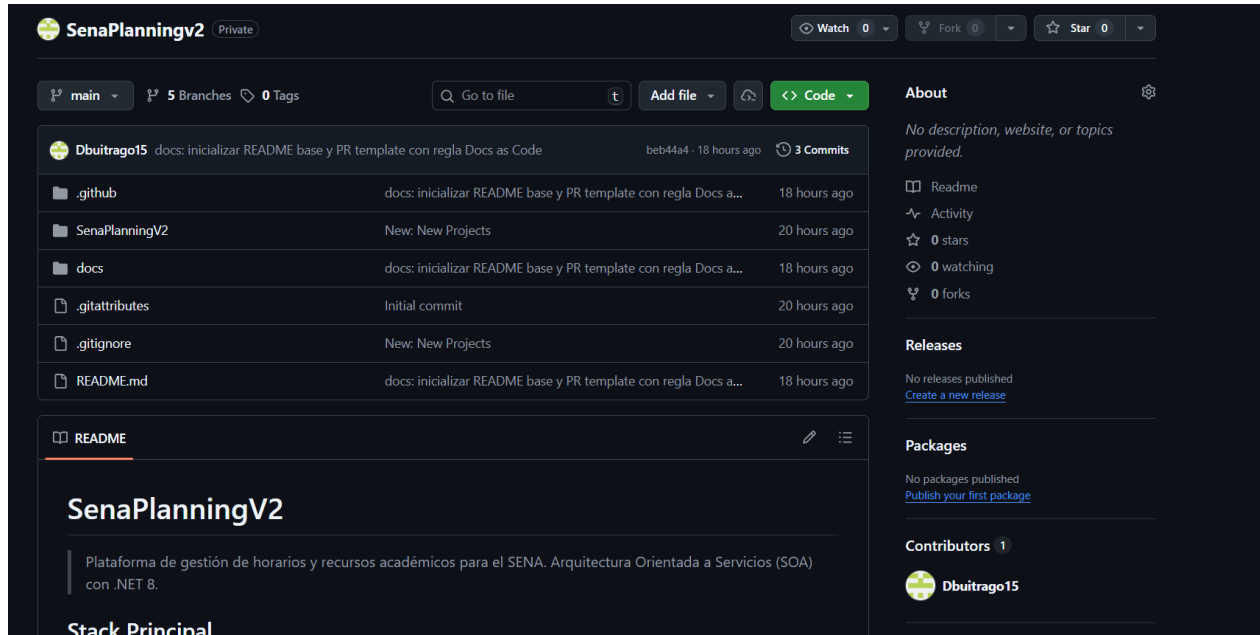 SenaPlanningv2 Private
Watch 0
Fork 0
Star 0
main
5 Branches
0 Tags
Go to file
t
Add file
Code
Dbuitrago15 docs: inicializar README base y PR template con regla Docs as Code
beb44a4 · 18 hours ago
3 Commits
.github docs: inicializar README base y PR template con regla Docs a... 18 hours ago
SenaPlanningV2 New: New Projects 20 hours ago
docs docs: inicializar README base y PR template con regla Docs a... 18 hours ago
.gitattributes Initial commit 20 hours ago
.gitignore New: New Projects 20 hours ago
README.md docs: inicializar README base y PR template con regla Docs a... 18 hours ago
README
SenaPlanningV2
Plataforma de gestión de horarios y recursos académicos para el SENA. Arquitectura Orientada a Servicios (SOA)
con .NET 8.
Stack Principal
About
No description, website, or topics
provided.
Readme
Activity
0 stars
0 watching
0 forks
Releases
No releases published
Create a new release
Packages
No packages published
Publish your first package
Contributors 1
Dbuitrago15